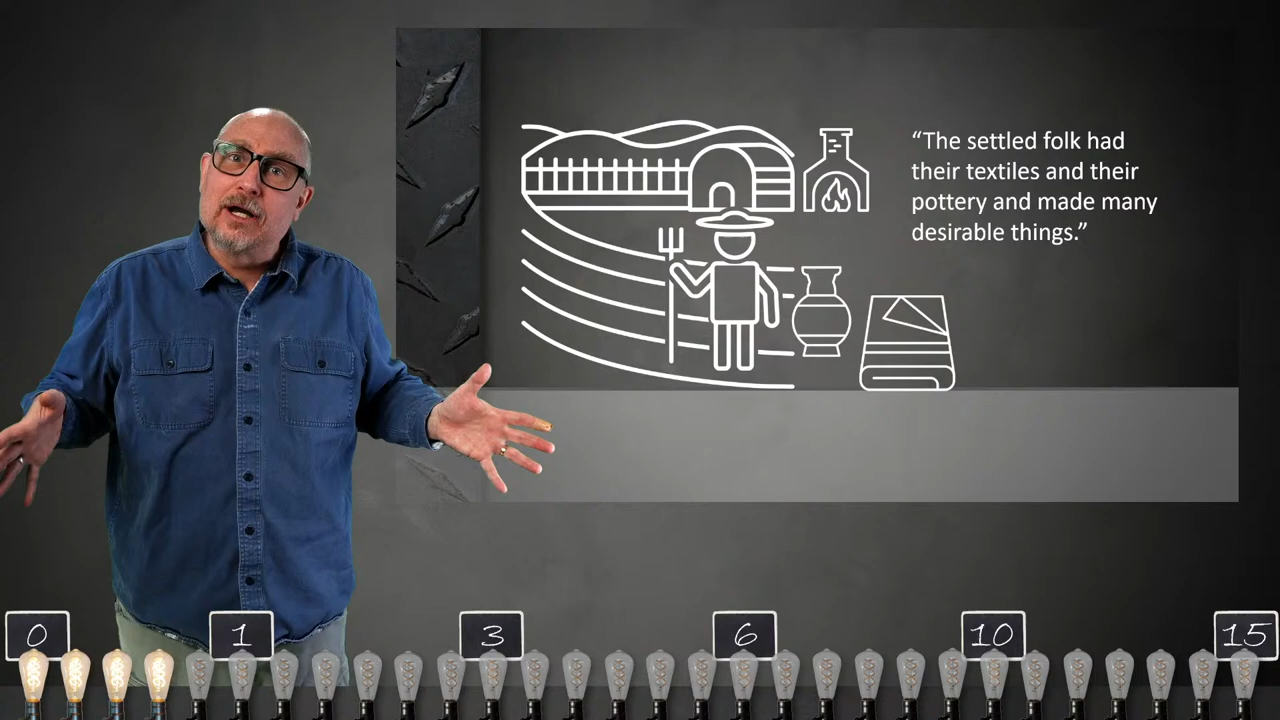 “The settled folk had
their textiles and their
pottery and made many
desirable things.”
0
1
3
6
10
15